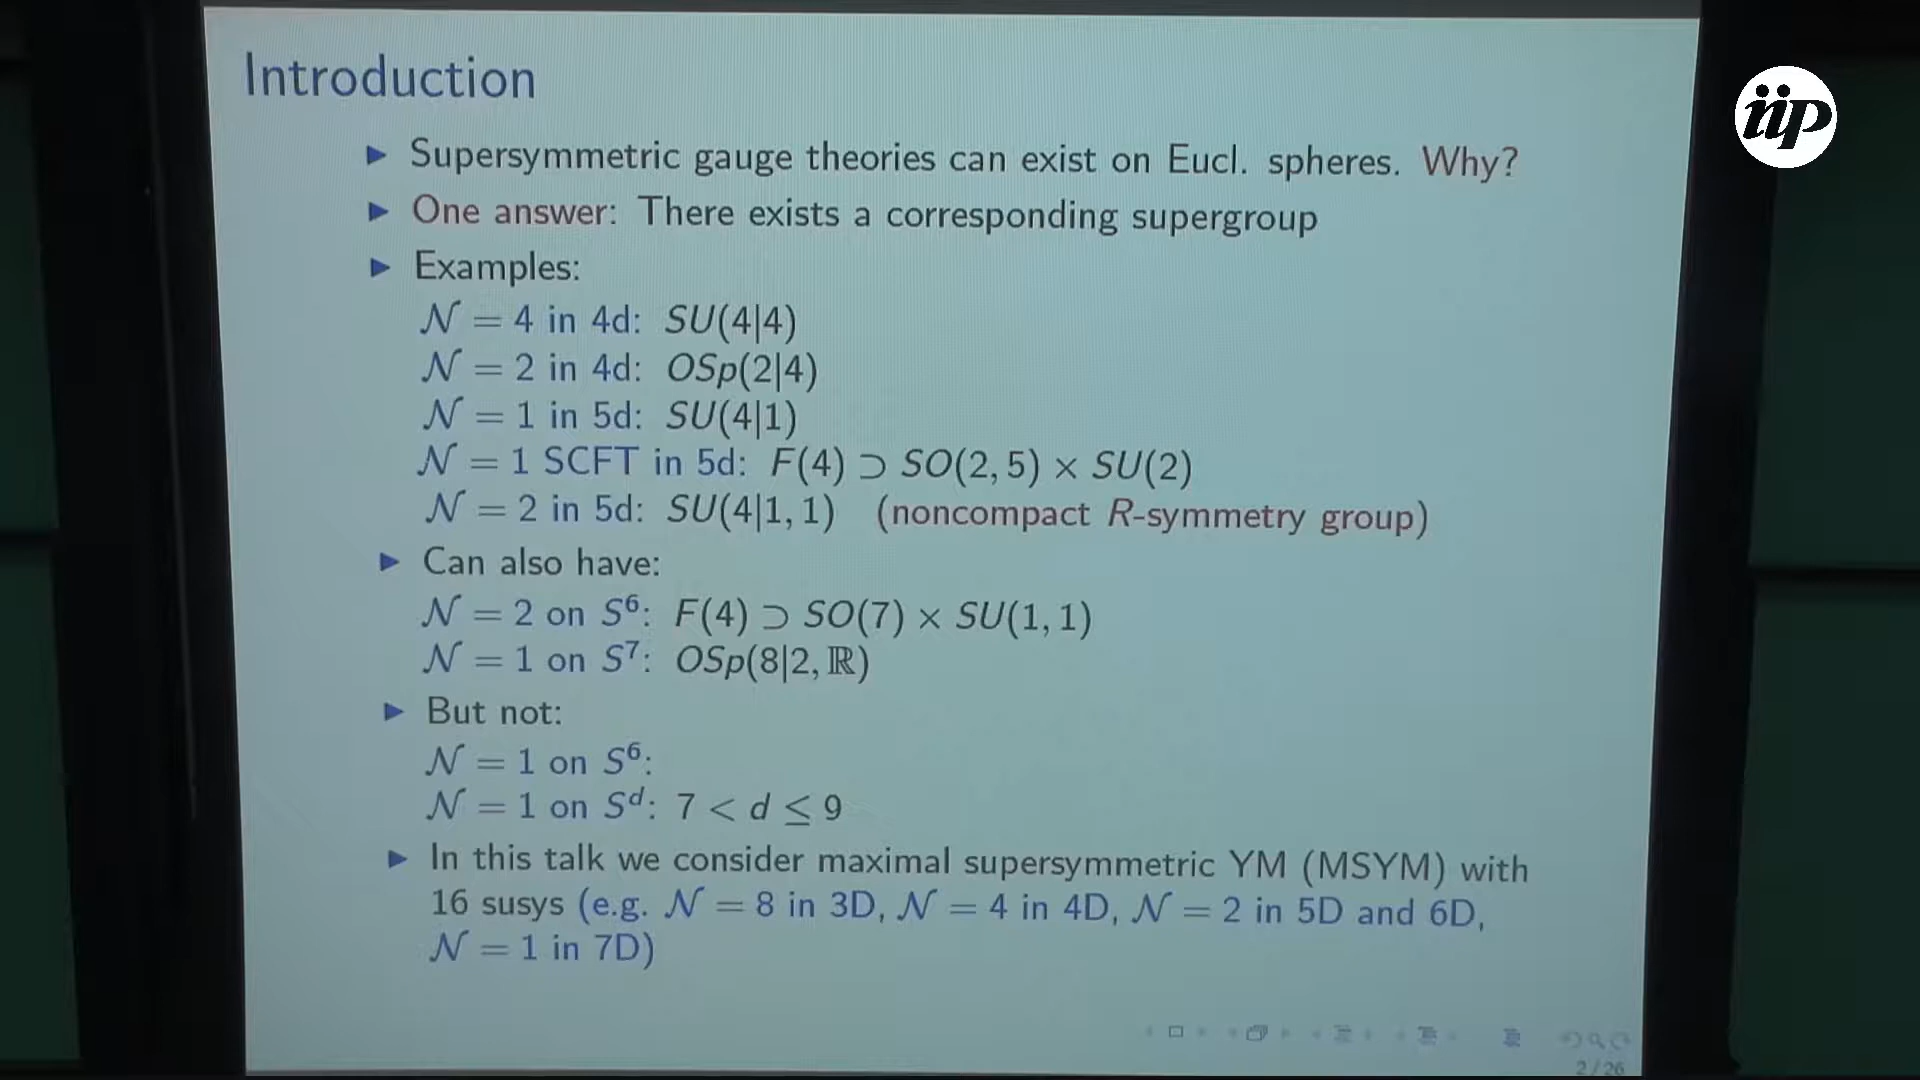 Introduction
iip
▶ Supersymmetric gauge theories can exist on Eucl. spheres. Why?
▶ One answer: There exists a corresponding supergroup
▶ Examples:
𝒩 = 4 in 4d: SU(4|4)
𝒩 = 2 in 4d: OSp(2|4)
𝒩 = 1 in 5d: SU(4|1)
𝒩 = 1 SCFT in 5d: F(4) ⊃ SO(2, 5) × SU(2)
𝒩 = 2 in 5d: SU(4|1, 1) (noncompact R-symmetry group)
▶ Can also have:
𝒩 = 2 on S⁶: F(4) ⊃ SO(7) × SU(1, 1)
𝒩 = 1 on S⁷: OSp(8|2, ℝ)
▶ But not:
𝒩 = 1 on S⁶:
𝒩 = 1 on Sᵈ: 7 < d ≤ 9
▶ In this talk we consider maximal supersymmetric YM (MSYM) with
16 susys (e.g. 𝒩 = 8 in 3D, 𝒩 = 4 in 4D, 𝒩 = 2 in 5D and 6D,
𝒩 = 1 in 7D)
2 / 26